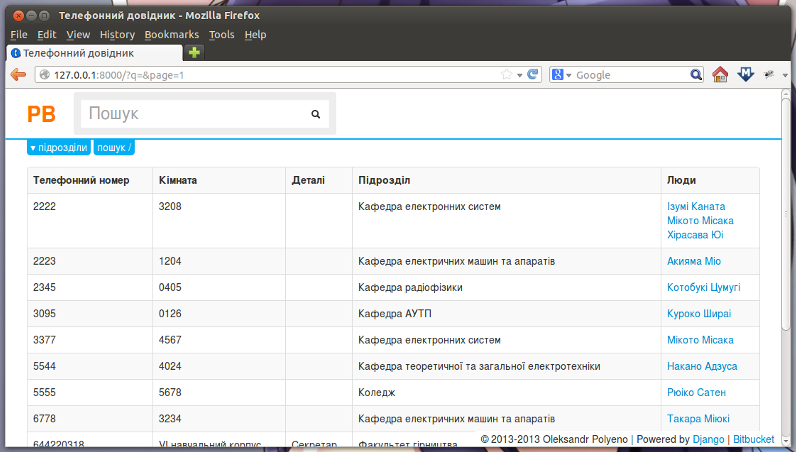 Телефонний довідник - Mozilla Firefox
File Edit View History Bookmarks Tools Help
Телефонний довідник
127.0.0.1:8000/?q=&page=1 Google
PB Пошук
▾ підрозділи пошук /
Телефонний номер Кімната Деталі Підрозділ Люди
2222 3208 Кафедра електронних систем Ізумі Каната
Мікото Місака
Хірасава Юі
2223 1204 Кафедра електричних машин та апаратів Акияма Міо
2345 0405 Кафедра радіофізики Котобукі Цумугі
3095 0126 Кафедра АУТП Куроко Шираі
3377 4567 Кафедра електронних систем Мікото Місака
5544 4024 Кафедра теоретичної та загальної електротехніки Накано Адзуса
5555 5678 Коледж Рюіко Сатен
6778 3234 Кафедра електричних машин та апаратів Такара Міюкі
644220318 VI навчальний корпус Секретар Факультет гірництва
© 2013-2013 Oleksandr Polyeno | Powered by Django | Bitbucket